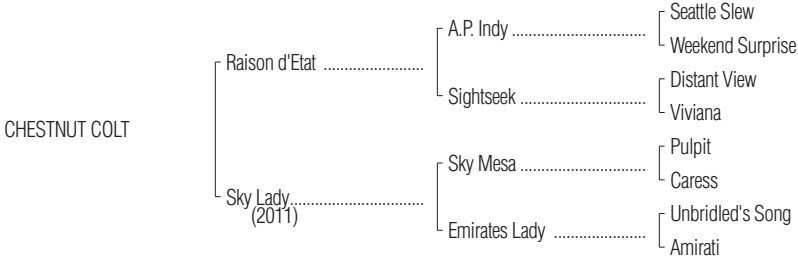 Seattle Slew
A.P. Indy ..............................
Weekend Surprise
Raison d'Etat .......................
Distant View
Sightseek ............................
Viviana
CHESTNUT COLT
Pulpit
Sky Mesa ............................
Caress
Sky Lady..............................
(2011)
Unbridled's Song
Emirates Lady .....................
Amirati